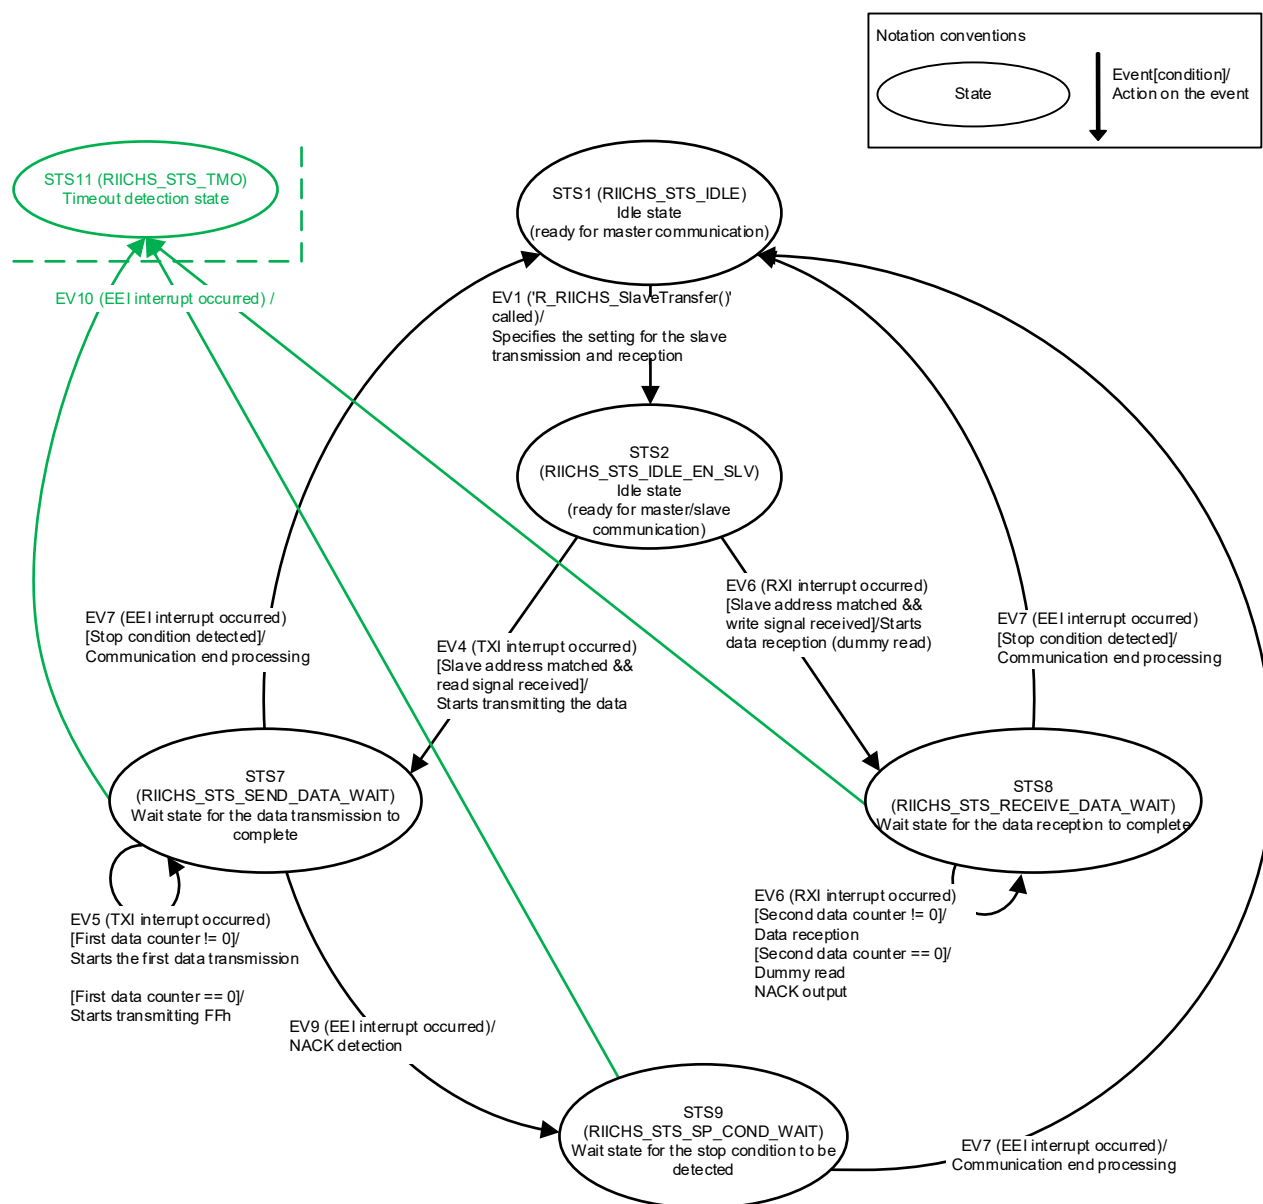 Notation conventions
State
Event[condition]/
Action on the event
STS11 (RIICHS_STS_TMO)
Timeout detection state
STS1 (RIICHS_STS_IDLE)
Idle state
(ready for master communication)
EV10 (EEI interrupt occurred) /
EV1 ('R_RIICHS_SlaveTransfer()'
called)/
Specifies the setting for the slave
transmission and reception
STS2
(RIICHS_STS_IDLE_EN_SLV)
Idle state
(ready for master/slave
communication)
EV7 (EEI interrupt occurred)
[Stop condition detected]/
Communication end processing
EV4 (TXI interrupt occurred)
[Slave address matched &&
read signal received]/
Starts transmitting the data
EV6 (RXI interrupt occurred)
[Slave address matched &&
write signal received]/Starts
data reception (dummy read)
EV7 (EEI interrupt occurred)
[Stop condition detected]/
Communication end processing
STS7
(RIICHS_STS_SEND_DATA_WAIT)
Wait state for the data transmission to
complete
STS8
(RIICHS_STS_RECEIVE_DATA_WAIT)
Wait state for the data reception to complete
EV5 (TXI interrupt occurred)
[First data counter != 0]/
Starts the first data transmission
[First data counter == 0]/
Starts transmitting FFh
EV6 (RXI interrupt occurred)
[Second data counter != 0]/
Data reception
[Second data counter == 0]/
Dummy read
NACK output
EV9 (EEI interrupt occurred)/
NACK detection
STS9
(RIICHS_STS_SP_COND_WAIT)
Wait state for the stop condition to be
detected
EV7 (EEI interrupt occurred)/
Communication end processing